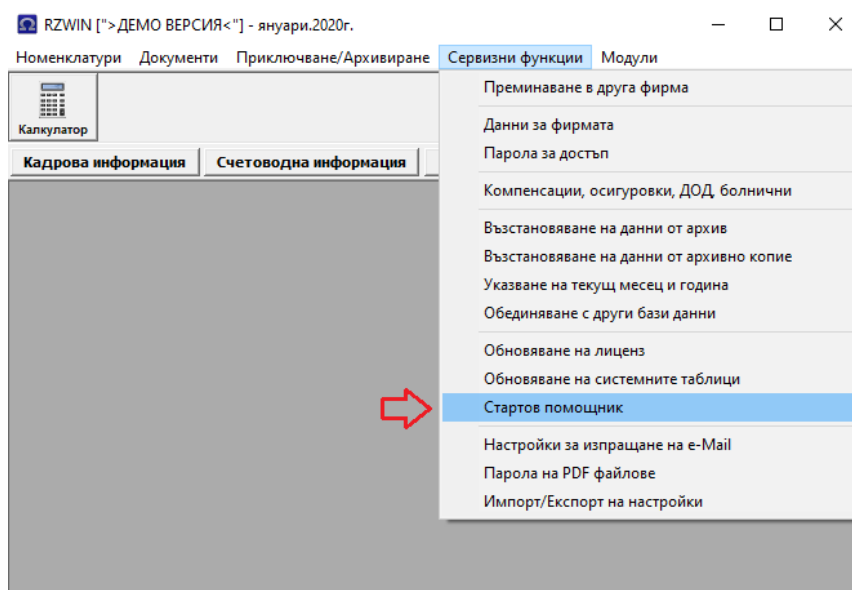 RZWIN [">ДЕМО ВЕРСИЯ<"] - януари.2020г.
Номенклатури Документи Приключване/Архивиране Сервизни функции Модули
Калкулатор
Кадрова информация Счетоводна информация
Преминаване в друга фирма
Данни за фирмата
Парола за достъп
Компенсации, осигуровки, ДОД, болнични
Възстановяване на данни от архив
Възстановяване на данни от архивно копие
Указване на текущ месец и година
Обединяване с други бази данни
Обновяване на лиценз
Обновяване на системните таблици
Стартов помощник
Настройки за изпращане на e-Mail
Парола на PDF файлове
Импорт/Експорт на настройки